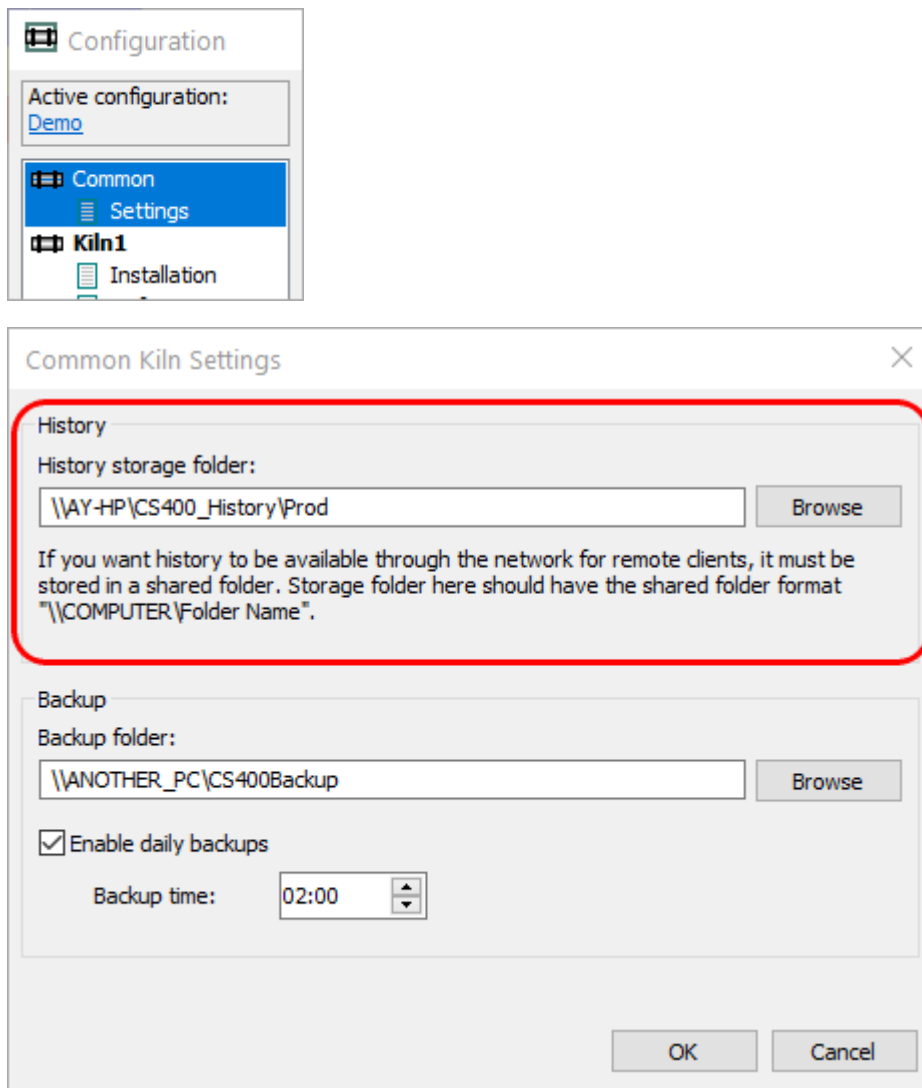 Configuration
Active configuration:
Demo
Common
Settings
Kiln1
Installation
Common Kiln Settings
History
History storage folder:
\\AY-HP\CS400_History\Prod
Browse
If you want history to be available through the network for remote clients, it must be
stored in a shared folder. Storage folder here should have the shared folder format
"\\COMPUTER\Folder Name".
Backup
Backup folder:
\\ANOTHER_PC\CS400Backup
Browse
Enable daily backups
Backup time:
02:00
OK
Cancel